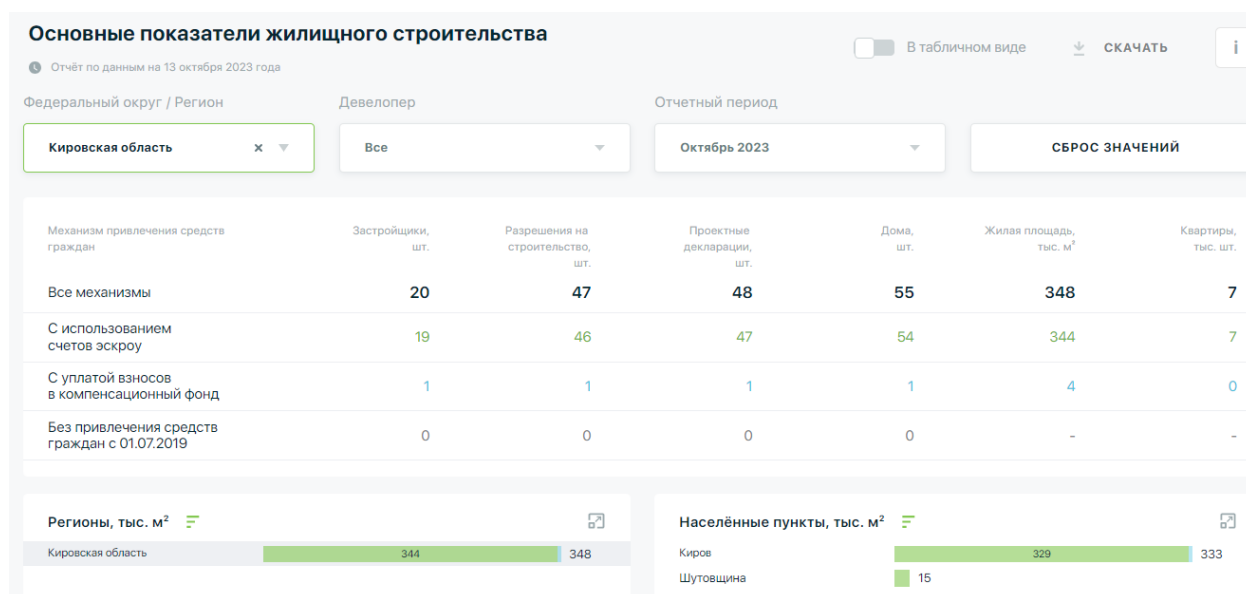 Основные показатели жилищного строительства
В табличном виде
СКАЧАТЬ
i
Отчёт по данным на 13 октября 2023 года
Федеральный округ / Регион
Девелопер
Отчетный период
Кировская область
Все
Октябрь 2023
СБРОС ЗНАЧЕНИЙ
Механизм привлечения средств Застройщики, Разрешения на Проектные Дома, Жилая площадь, Квартиры,
граждан шт. строительство, декларации, шт. тыс. м² тыс. шт.
шт. шт.
Все механизмы 20 47 48 55 348 7
С использованием
счетов эскроу 19 46 47 54 344 7
С уплатой взносов
в компенсационный фонд 1 1 1 1 4 0
Без привлечения средств
граждан с 01.07.2019 0 0 0 0 - -
Регионы, тыс. м²
Кировская область 344 348
Населённые пункты, тыс. м²
Киров 329 333
Шутовщина 15